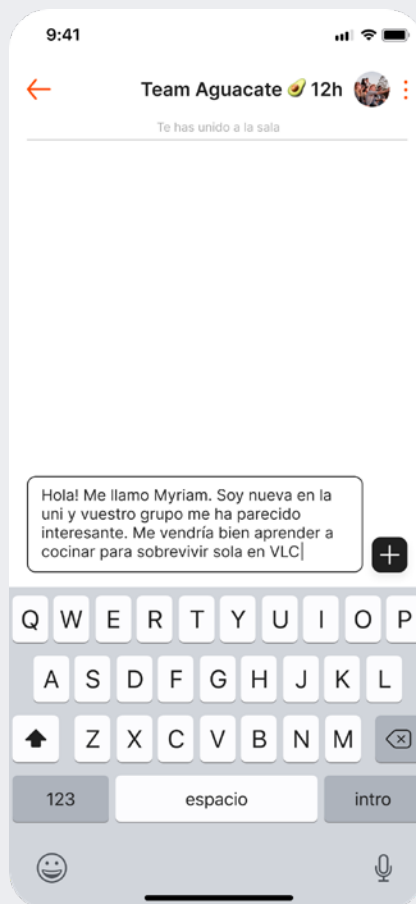 9:41
Team Aguacate 🥑 12h
Te has unido a la sala
Hola! Me llamo Myriam. Soy nueva en la
uni y vuestro grupo me ha parecido
interesante. Me vendría bien aprender a
cocinar para sobrevivir sola en VLC
Q W E R T Y U I O P
A S D F G H J K L
Z X C V B N M
123 espacio intro